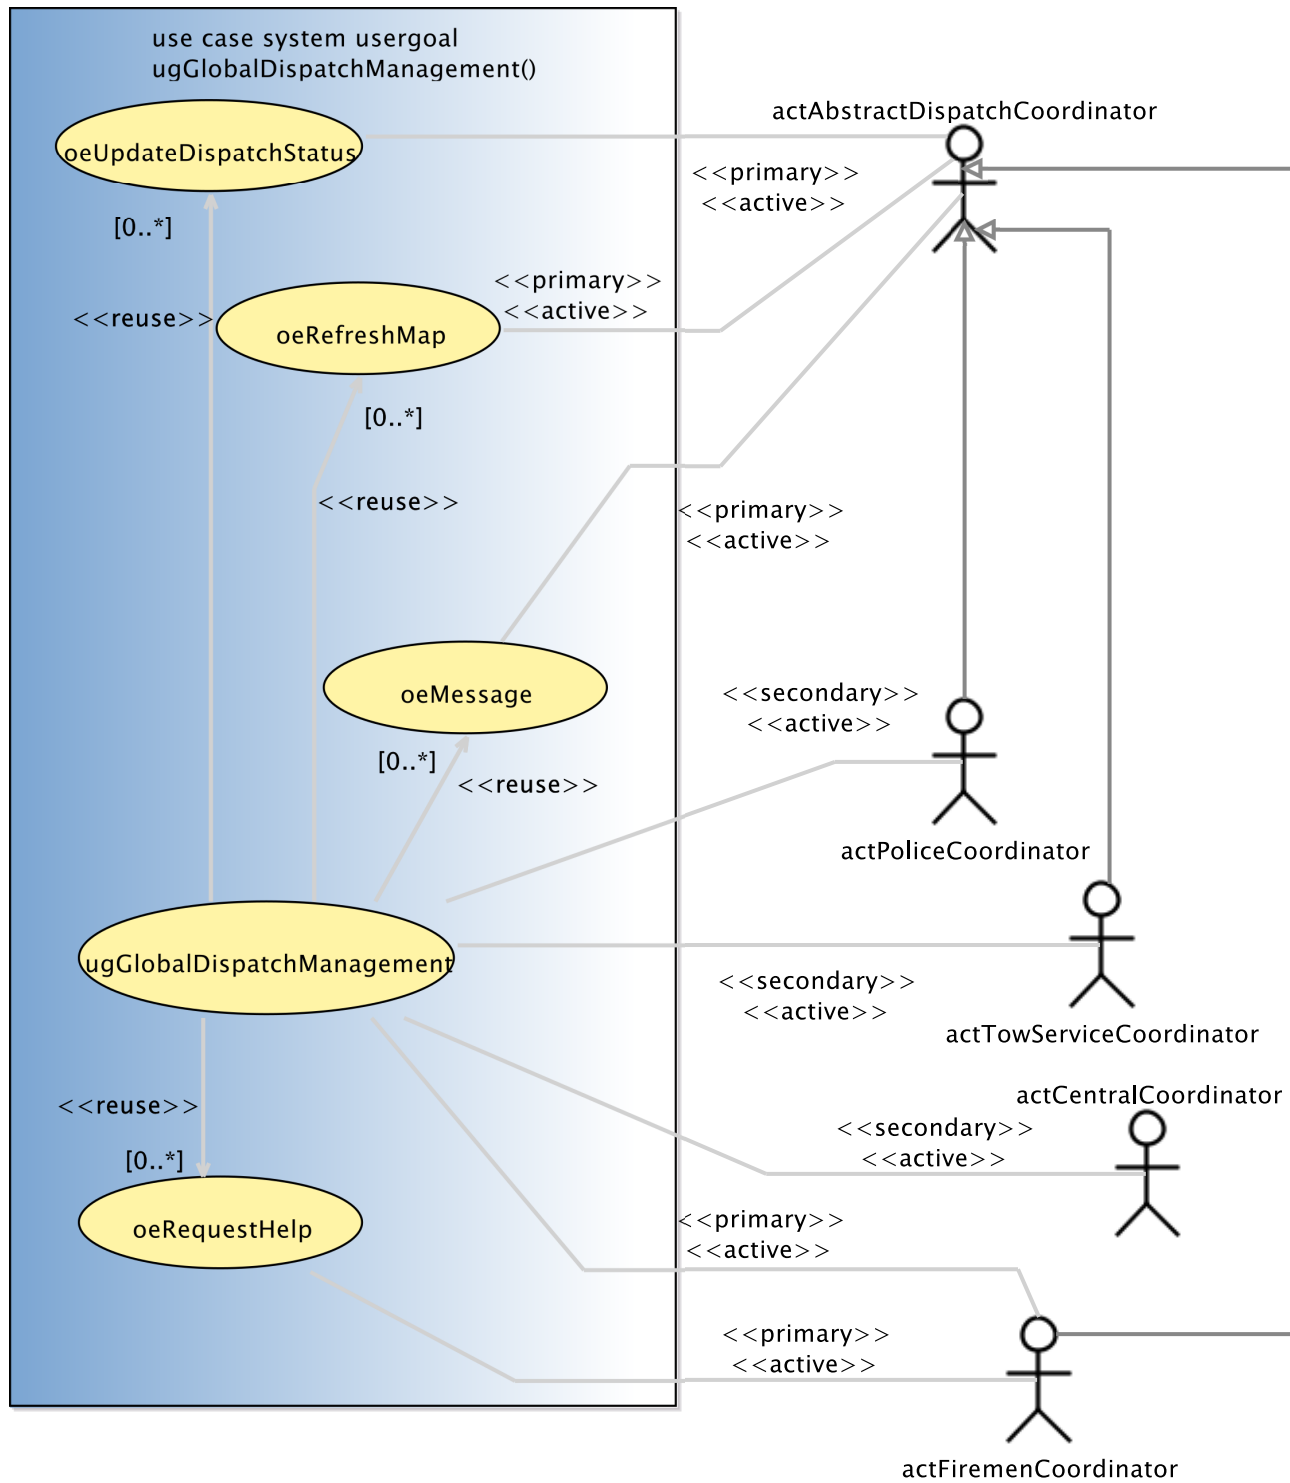 use case system usergoal
ugGlobalDispatchManagement()
actAbstractDispatchCoordinator
oeUpdateDispatchStatus
<<primary>>
<<active>>
[0..*]
<<primary>>
<<active>>
<<reuse>>
oeRefreshMap
[0..*]
<<reuse>>
<<primary>>
<<active>>
oeMessage
<<secondary>>
<<active>>
[0..*]
<<reuse>>
actPoliceCoordinator
ugGlobalDispatchManagement
<<secondary>>
<<active>>
actTowServiceCoordinator
actCentralCoordinator
<<reuse>>
<<secondary>>
<<active>>
[0..*]
oeRequestHelp
<<primary>>
<<active>>
<<primary>>
<<active>>
actFiremenCoordinator